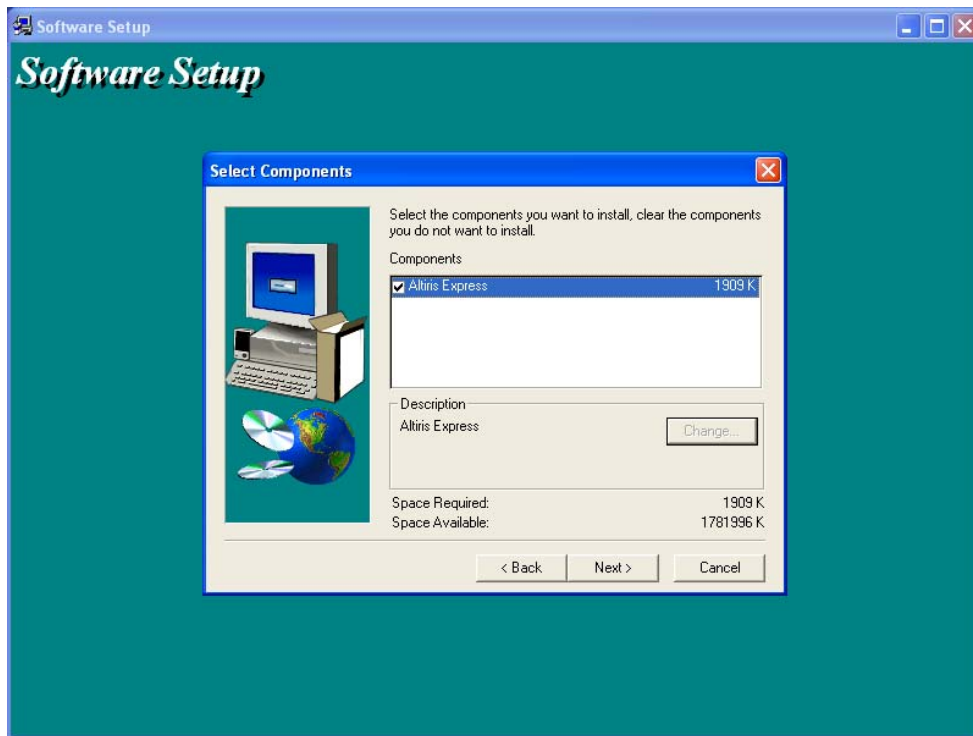 Software Setup
Software Setup
Select Components
Select the components you want to install, clear the components
you do not want to install.
Components
Altiris Express 1909 K
Description
Altiris Express
Change...
Space Required: 1909 K
Space Available: 1781996 K
< Back Next > Cancel